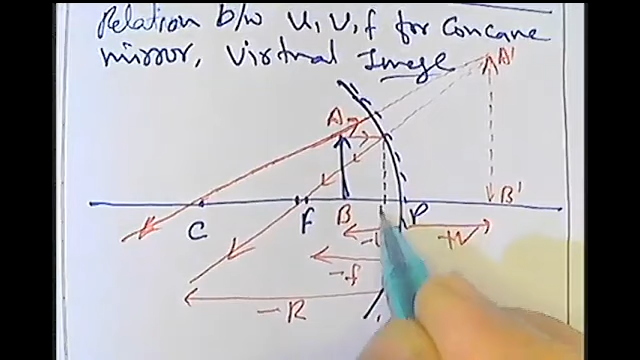 Relation b/w u, v, f for Concave
mirror, Virtual Image
A'
A
C
F
B
P
B'
+v
-f
-R